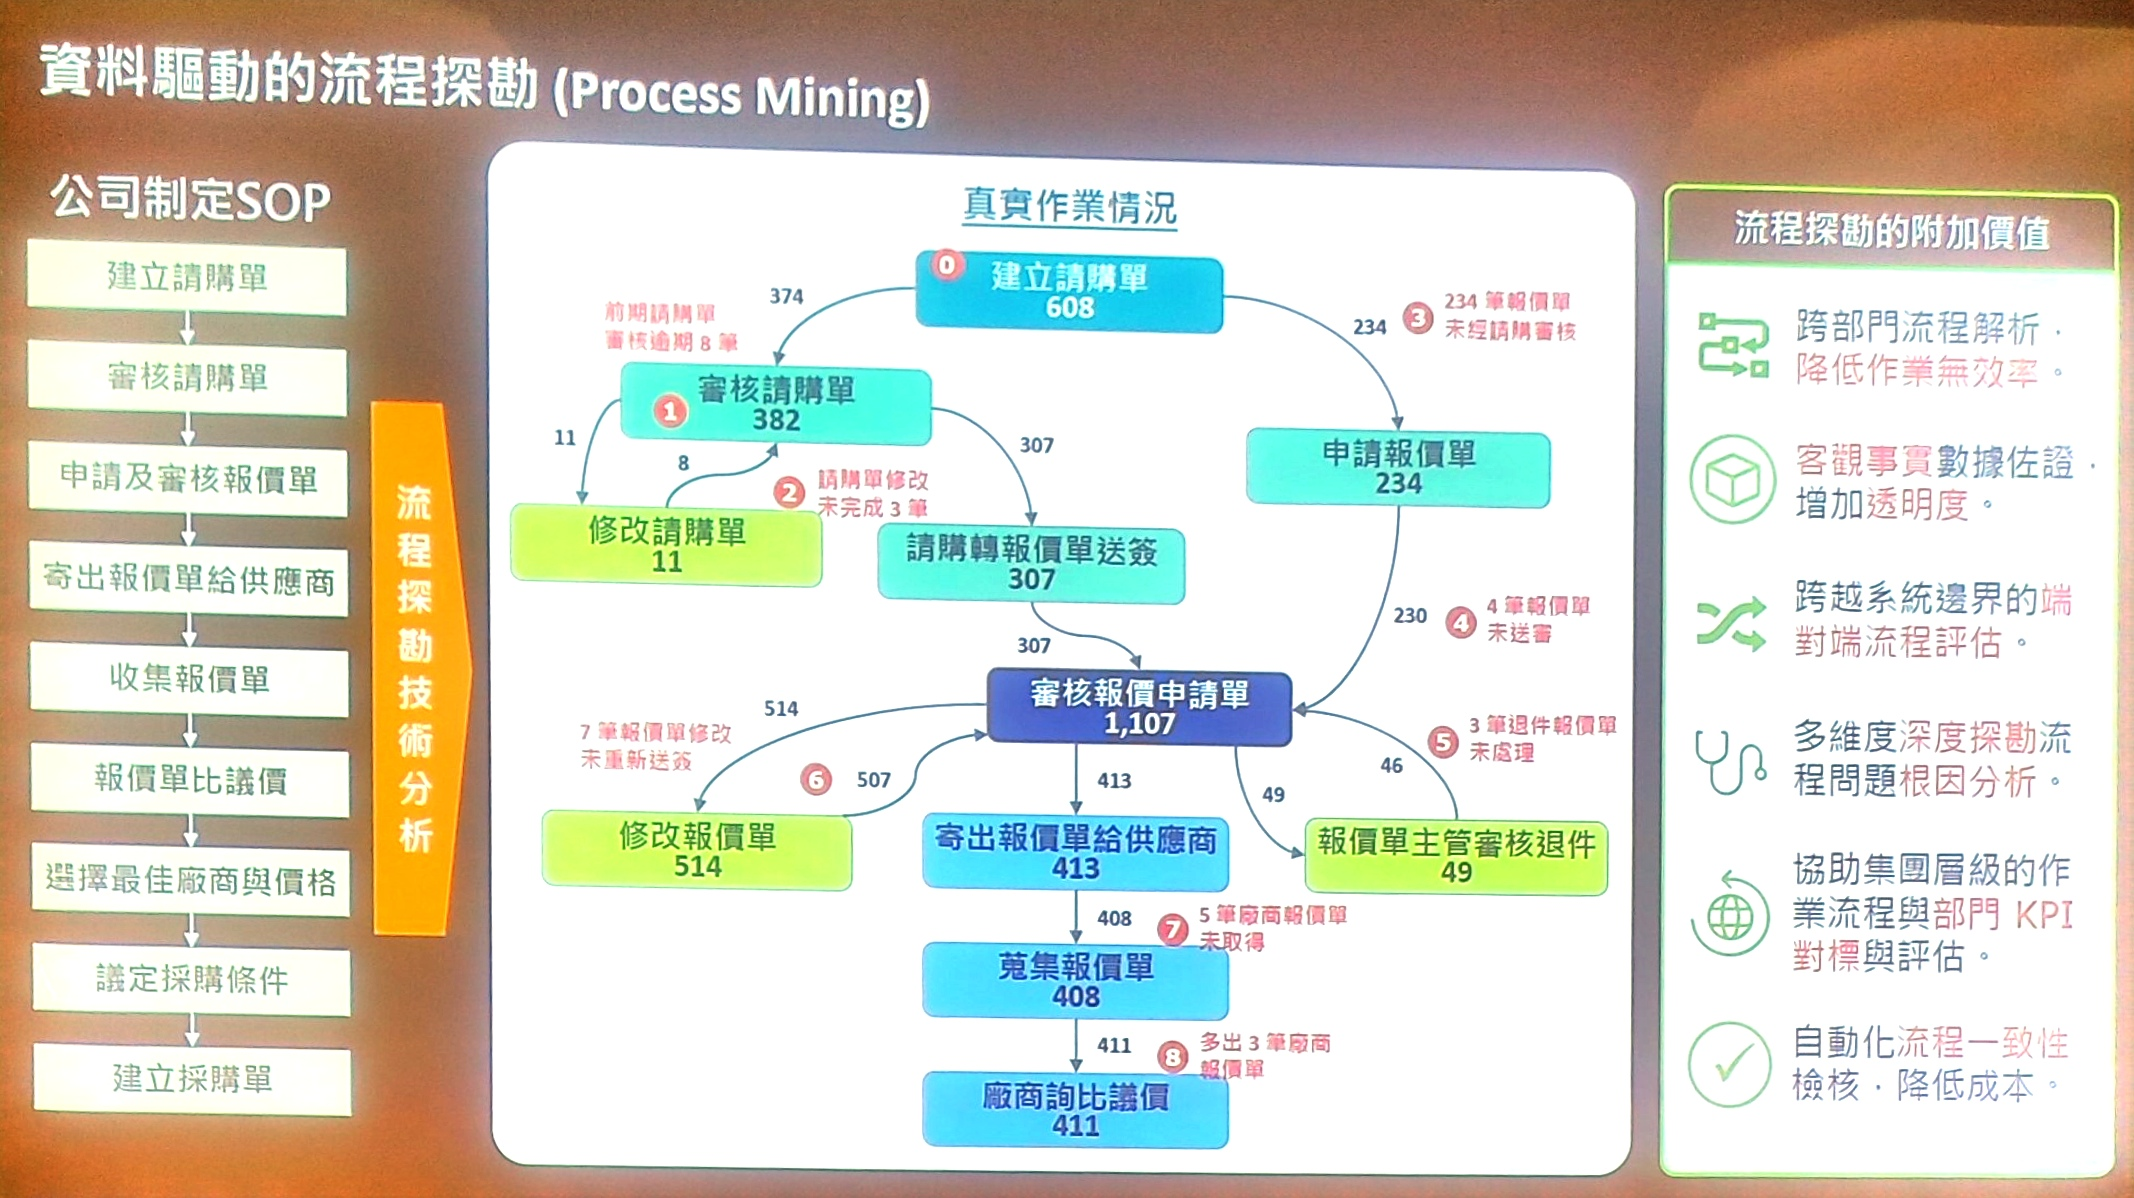 資料驅動的流程探勘 (Process Mining)
公司制定SOP
建立請購單
審核請購單
申請及審核報價單
寄出報價單給供應商
收集報價單
報價單比議價
選擇最佳廠商與價格
議定採購條件
建立採購單
流程探勘技術分析
真實作業情況
0
建立請購單
608
374
前期請購單
審核逾期 8 筆
234
3
234 筆報價單
未經請購審核
1
審核請購單
382
11
8
2
請購單修改
未完成 3 筆
307
修改請購單
11
請購轉報價單送簽
307
申請報價單
234
307
230
4
4 筆報價單
未送審
審核報價申請單
1,107
514
7 筆報價單修改
未重新送簽
6
507
413
49
46
5
3 筆退件報價單
未處理
修改報價單
514
寄出報價單給供應商
413
報價單主管審核退件
49
408
7
5 筆廠商報價單
未取得
蒐集報價單
408
411
8
多出 3 筆廠商
報價單
廠商詢比議價
411
流程探勘的附加價值
跨部門流程解析，
降低作業無效率。
客觀事實數據佐證，
增加透明度。
跨越系統邊界的端
對端流程評估。
多維度深度探勘流
程問題根因分析。
協助集團層級的作
業流程與部門 KPI
對標與評估。
自動化流程一致性
檢核，降低成本。